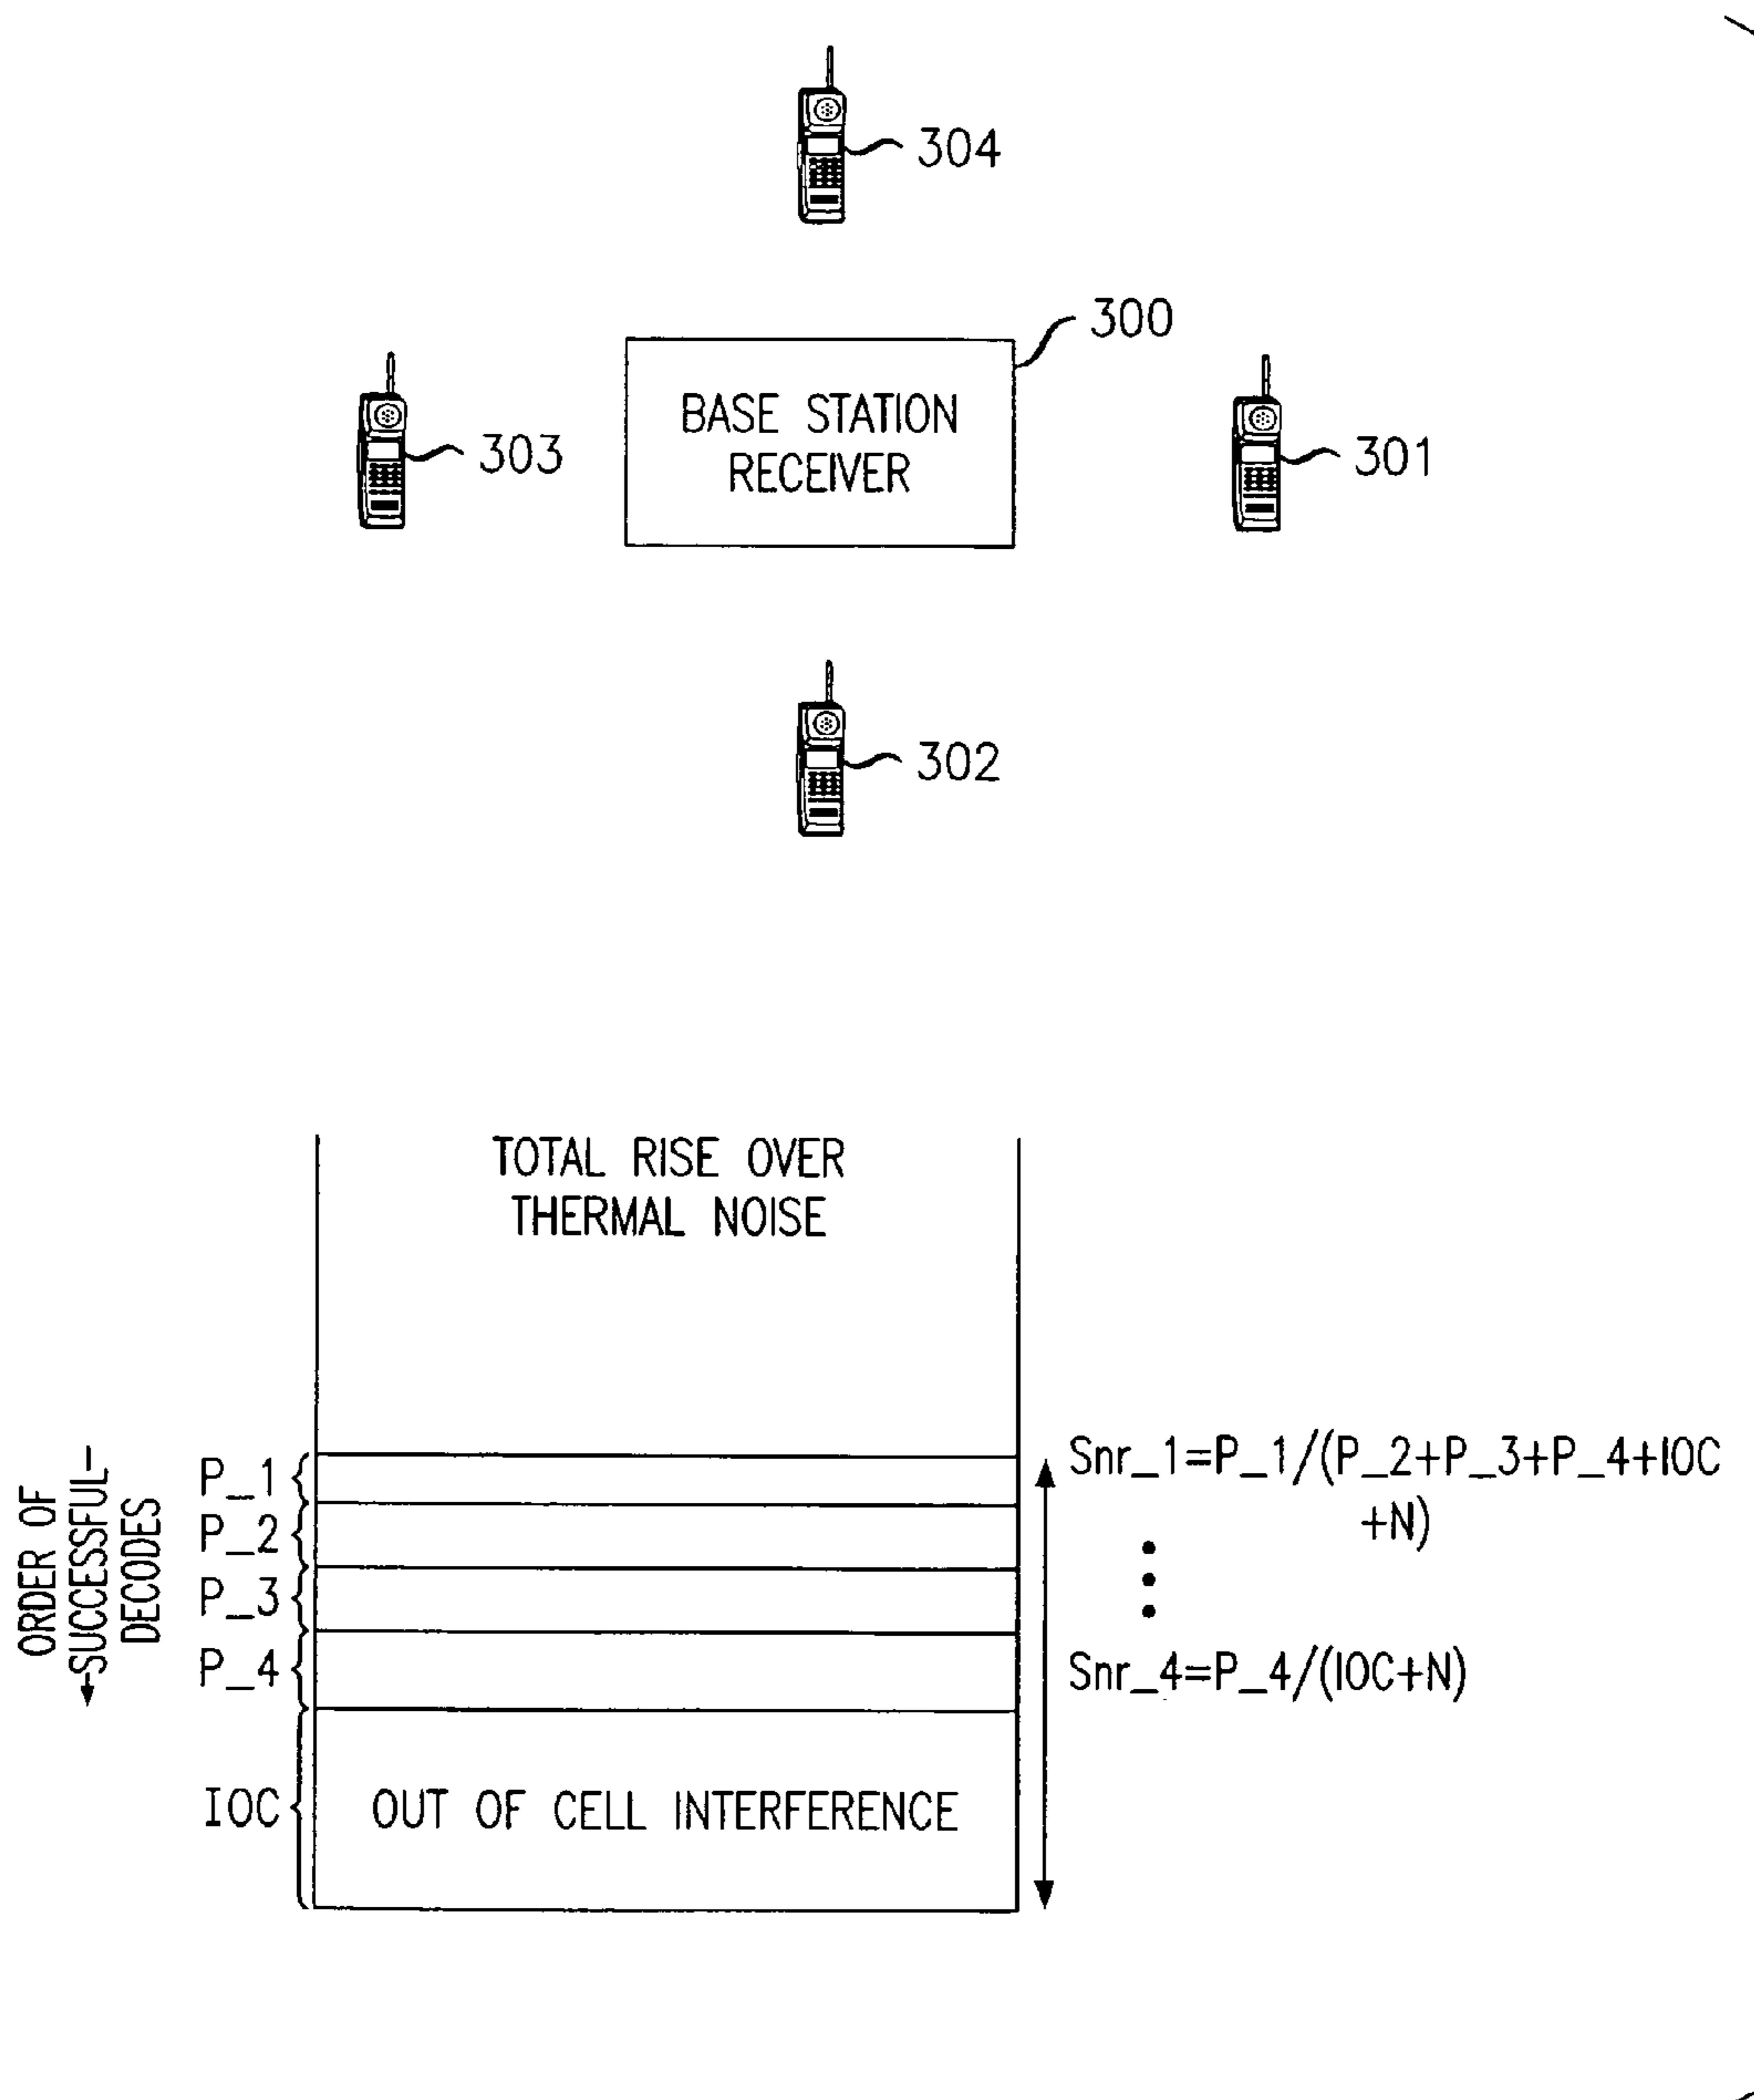 304
300
BASE STATION
RECEIVER
303
301
302
TOTAL RISE OVER
THERMAL NOISE
ORDER OF
SUCCESSFUL
DECODES
P_1
P_2
P_3
P_4
IOC
OUT OF CELL INTERFERENCE
Snr_1=P_1/(P_2+P_3+P_4+IOC
+N)
Snr_4=P_4/(IOC+N)